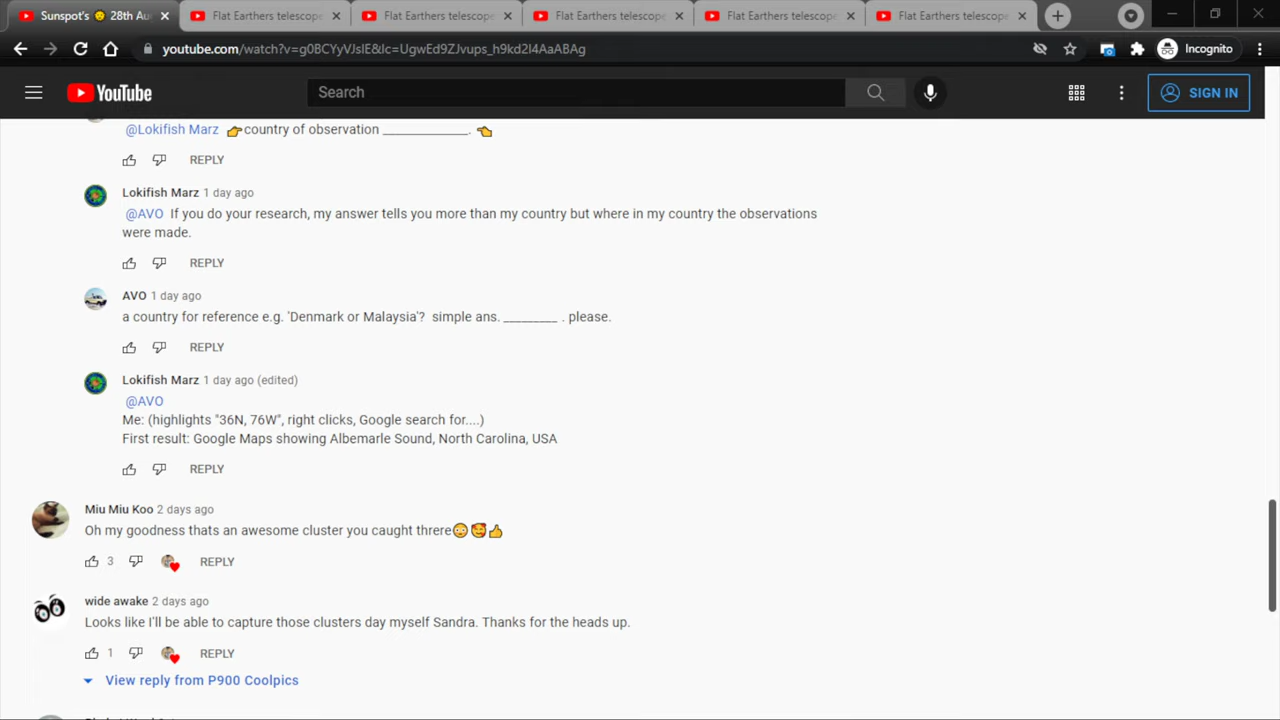 Sunspot's 🌞 28th Au
Flat Earthers telescope
Flat Earthers telescope
Flat Earthers telescope
Flat Earthers telescope
Flat Earthers telescope
youtube.com/watch?v=g0BCYyVJslE&lc=UgwEd9ZJvups_h9kd2l4AaABAg
Incognito
YouTube
Search
SIGN IN
@Lokifish Marz 👉country of observation _____________. 👈
REPLY
Lokifish Marz 1 day ago
@AVO If you do your research, my answer tells you more than my country but where in my country the observations
were made.
REPLY
AVO 1 day ago
a country for reference e.g. 'Denmark or Malaysia'? simple ans. ________ . please.
REPLY
Lokifish Marz 1 day ago (edited)
@AVO
Me: (highlights "36N, 76W", right clicks, Google search for....)
First result: Google Maps showing Albemarle Sound, North Carolina, USA
REPLY
Miu Miu Koo 2 days ago
Oh my goodness thats an awesome cluster you caught threre😳🥰👍
3 REPLY
wide awake 2 days ago
Looks like I'll be able to capture those clusters day myself Sandra. Thanks for the heads up.
1 REPLY
View reply from P900 Coolpics